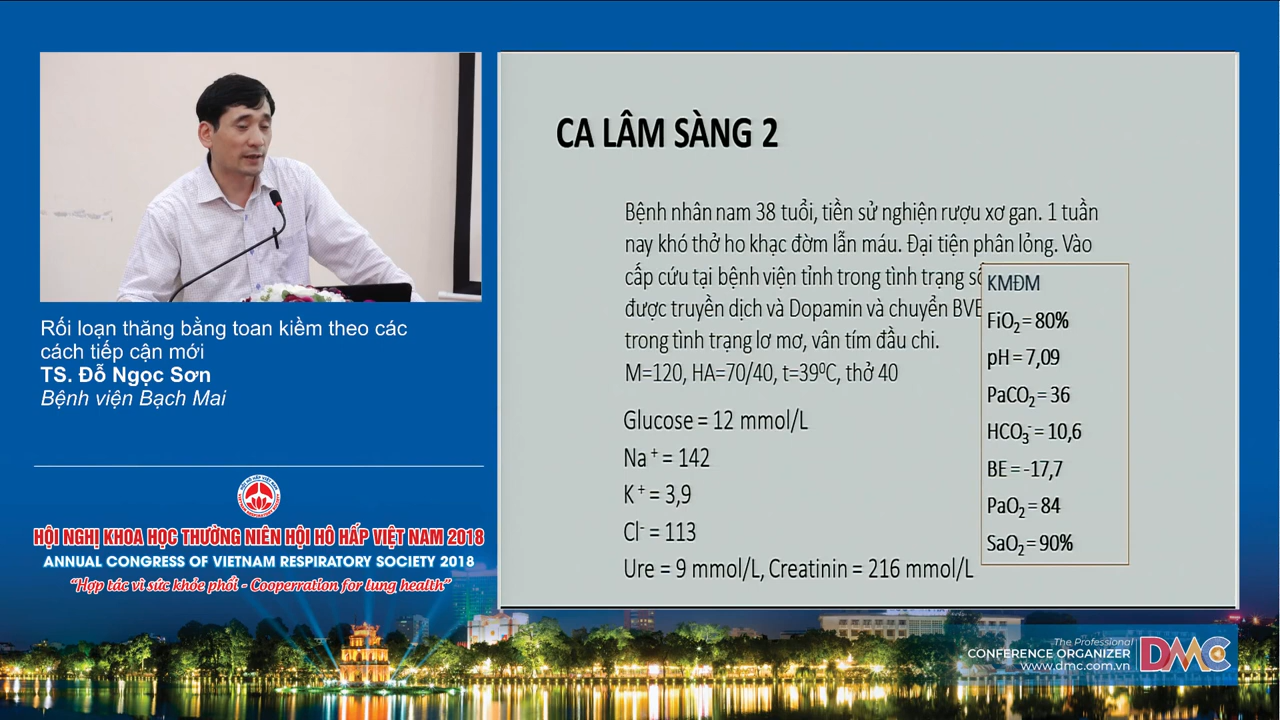 Rối loạn thăng bằng toan kiềm theo các
cách tiếp cận mới
TS. Đỗ Ngọc Sơn
Bệnh viện Bạch Mai
HỘI HÔ HẤP VIỆT NAM
HỘI NGHỊ KHOA HỌC THƯỜNG NIÊN HỘI HÔ HẤP VIỆT NAM 2018
ANNUAL CONGRESS OF VIETNAM RESPIRATORY SOCIETY 2018
“Hợp tác vì sức khỏe phổi - Cooperration for lung health”
CA LÂM SÀNG 2
Bệnh nhân nam 38 tuổi, tiền sử nghiện rượu xơ gan. 1 tuần
nay khó thở ho khạc đờm lẫn máu. Đại tiện phân lỏng. Vào
cấp cứu tại bệnh viện tỉnh trong tình trạng
được truyền dịch và Dopamin và chuyển
trong tình trạng lơ mơ, vân tím đầu chi.
M=120, HA=70/40, t=39⁰C, thở 40
Glucose = 12 mmol/L
Na⁺ = 142
K⁺ = 3,9
Cl⁻ = 113
Ure = 9 mmol/L, Creatinin = 216 mmol/L
KMĐM
FiO₂ = 80%
pH = 7,09
PaCO₂ = 36
HCO₃⁻ = 10,6
BE = -17,7
PaO₂ = 84
SaO₂ = 90%
The Professional
CONFERENCE ORGANIZER
www.dmc.com.vn
DMC